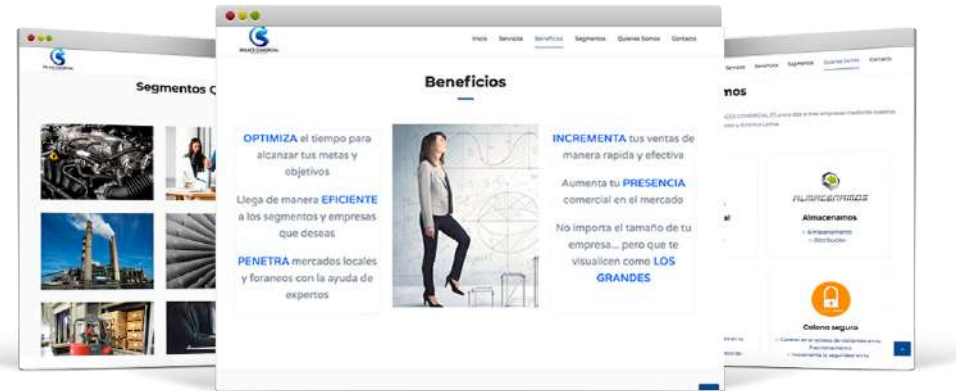 Segmentos Q
ENLACE COMERCIAL
Inicio Servicios Beneficios Segmentos Quienes Somos Contacto
Beneficios
OPTIMIZA el tiempo para
alcanzar tus metas y
objetivos
Llega de manera EFICIENTE
a los segmentos y empresas
que deseas
PENETRA mercados locales
y foraneos con la ayuda de
expertos
INCREMENTA tus ventas de
manera rapida y efectiva
Aumenta tu PRESENCIA
comercial en el mercado
No importa el tamaño de tu
empresa... pero que te
visualicen como LOS
GRANDES
Servicios Beneficios Segmentos Quienes Somos Contacto
mos
ALMACENAMOS
Almacenamos
Almacenamiento
Distribución
Colono seguro